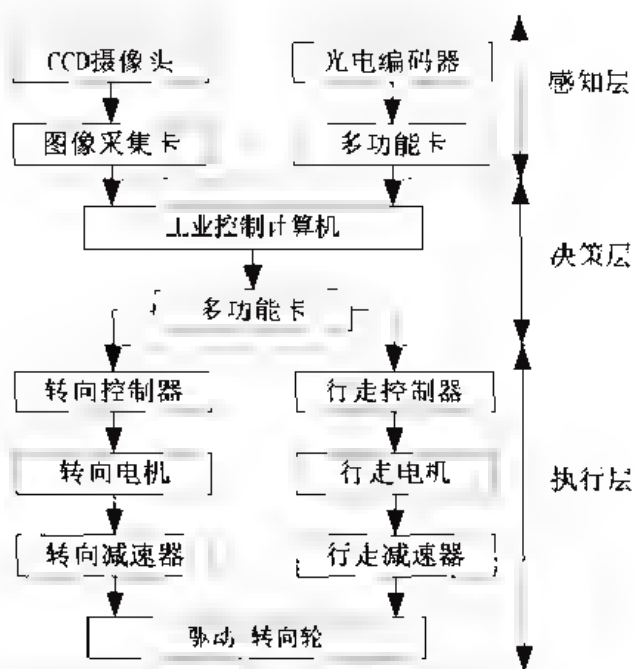 CCD摄像头
光电编码器
感知层
图像采集卡
多功能卡
工业控制计算机
决策层
多功能卡
转向控制器
行走控制器
转向电机
行走电机
执行层
转向减速器
行走减速器
驱动 转向轮